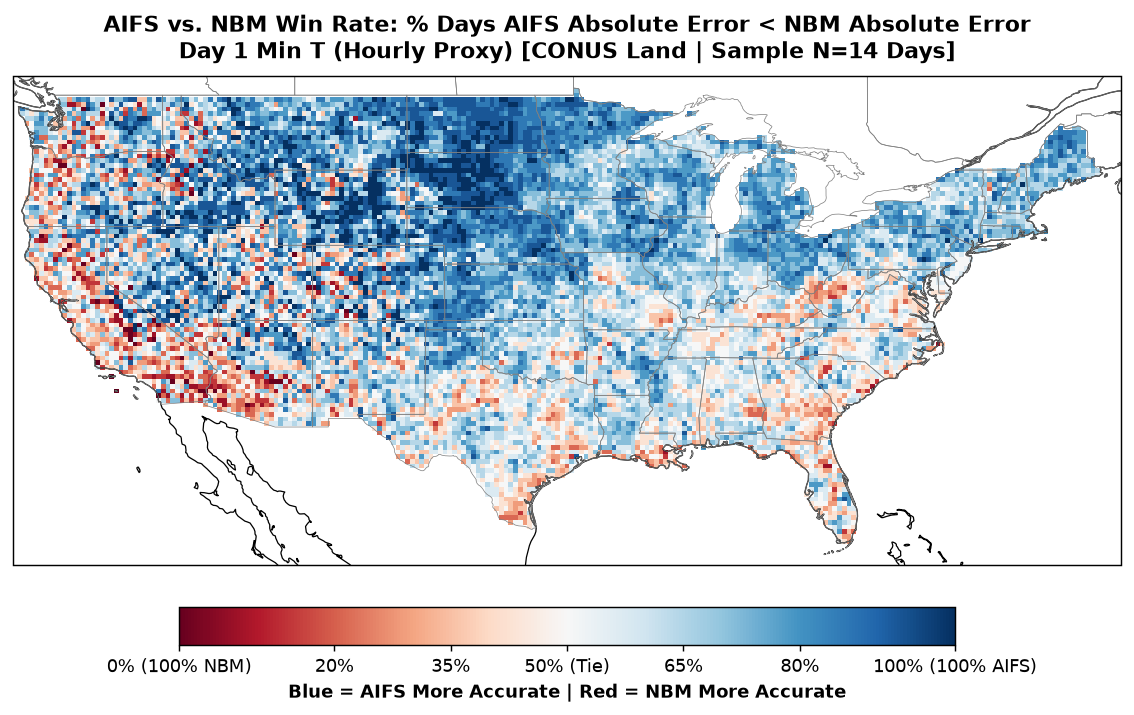 AIFS vs. NBM Win Rate: % Days AIFS Absolute Error < NBM Absolute Error
Day 1 Min T (Hourly Proxy) [CONUS Land | Sample N=14 Days]
0% (100% NBM) 20% 35% 50% (Tie) 65% 80% 100% (100% AIFS)
Blue = AIFS More Accurate | Red = NBM More Accurate